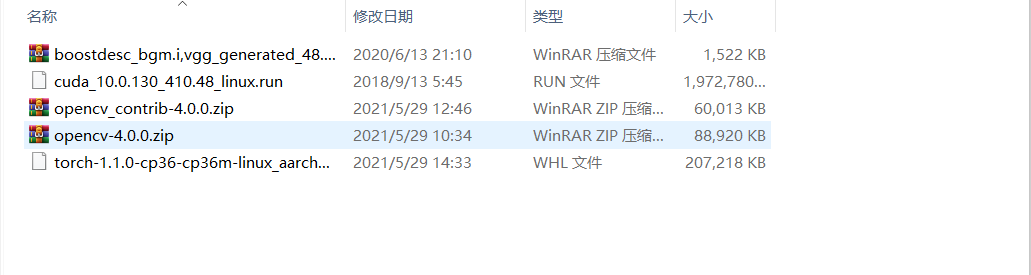 名称 修改日期 类型 大小
boostdesc_bgm.i,vgg_generated_48.... 2020/6/13 21:10 WinRAR 压缩文件 1,522 KB
cuda_10.0.130_410.48_linux.run 2018/9/13 5:45 RUN 文件 1,972,780...
opencv_contrib-4.0.0.zip 2021/5/29 12:46 WinRAR ZIP 压缩... 60,013 KB
opencv-4.0.0.zip 2021/5/29 10:34 WinRAR ZIP 压缩... 88,920 KB
torch-1.1.0-cp36-cp36m-linux_aarch... 2021/5/29 14:33 WHL 文件 207,218 KB